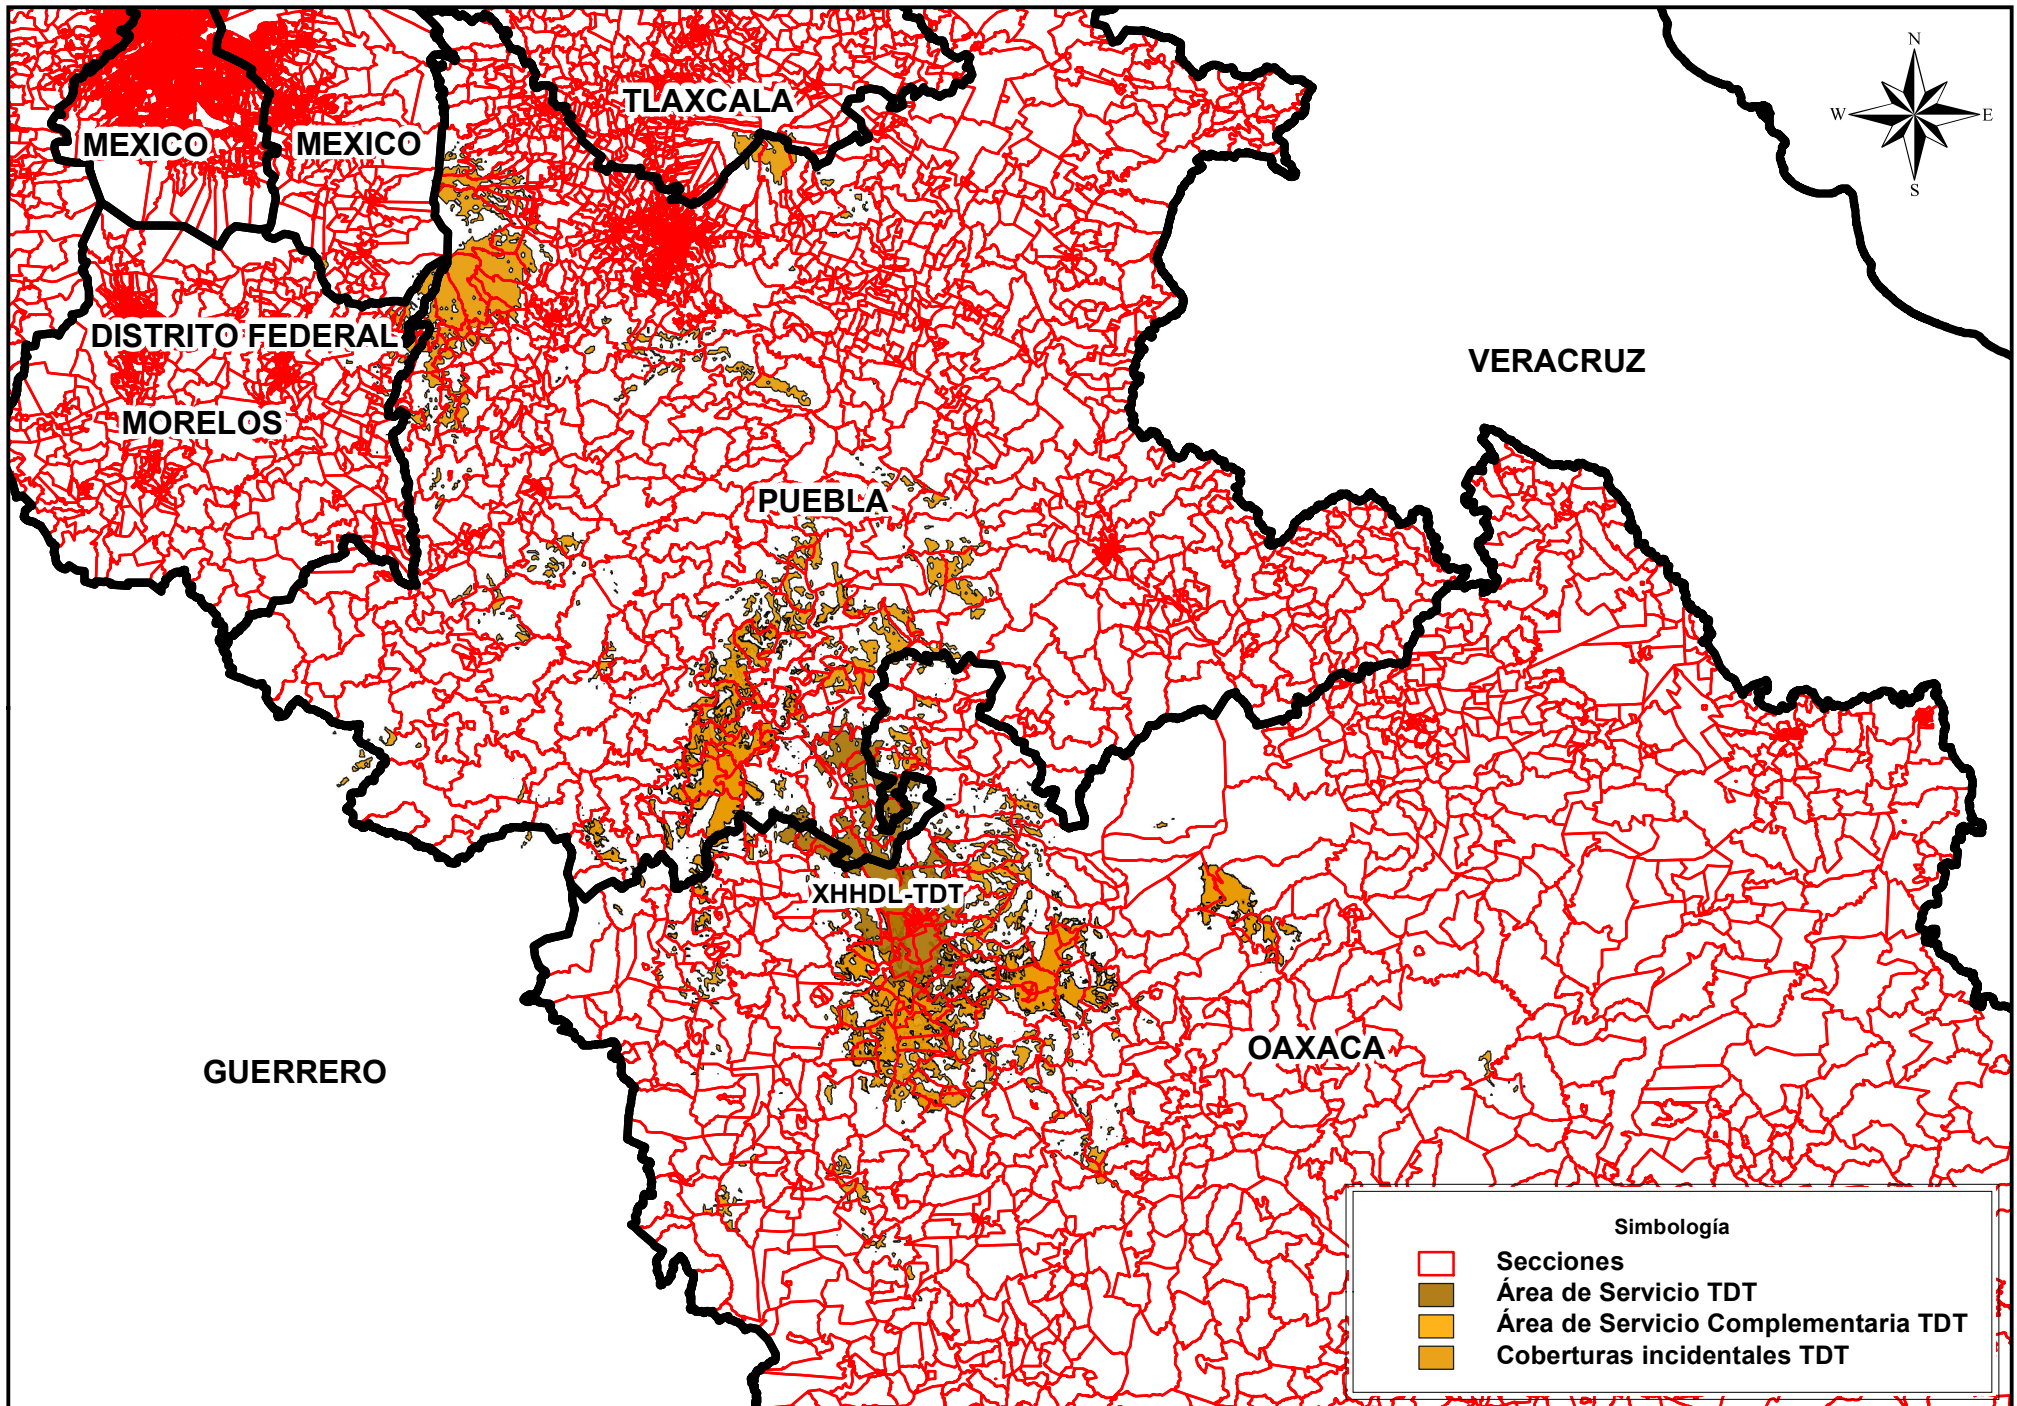 N
W
E
S
TLAXCALA
MEXICO
MEXICO
DISTRITO FEDERAL
VERACRUZ
MORELOS
PUEBLA
XHHDL-TDT
OAXACA
GUERRERO
Simbología
Secciones
Área de Servicio TDT
Área de Servicio Complementaria TDT
Coberturas incidentales TDT